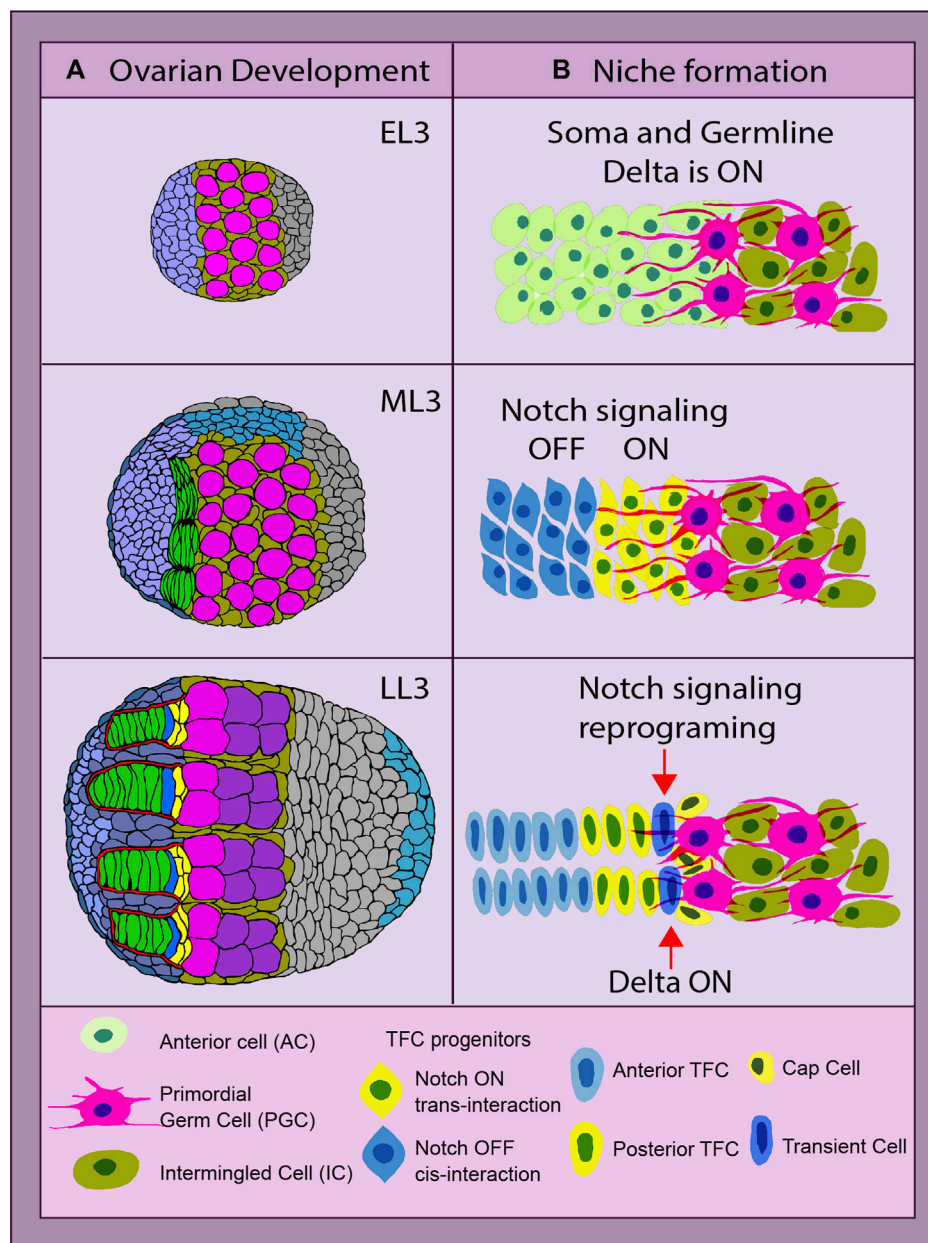 A Ovarian Development
B Niche formation
EL3
Soma and Germline
Delta is ON
ML3
Notch signaling
OFF ON
LL3
Notch signaling
reprograming
Delta ON
Anterior cell (AC)
Primordial
Germ Cell (PGC)
Intermingled Cell (IC)
TFC progenitors
Notch ON
trans-interaction
Notch OFF
cis-interaction
Anterior TFC
Posterior TFC
Cap Cell
Transient Cell